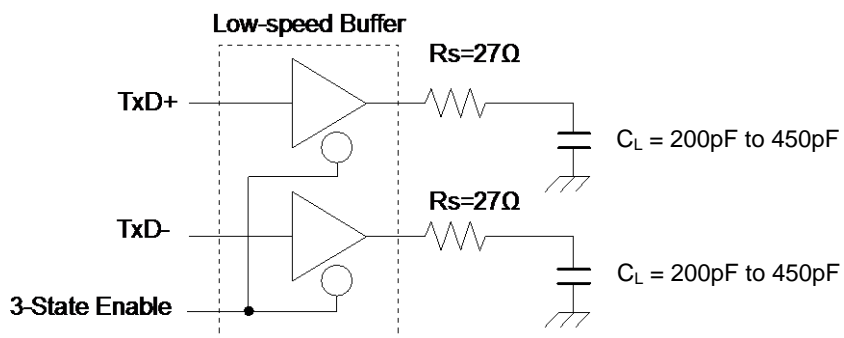 Low-speed Buffer
Rs=27Ω
TxD+
CL = 200pF to 450pF
Rs=27Ω
TxD-
CL = 200pF to 450pF
3-State Enable